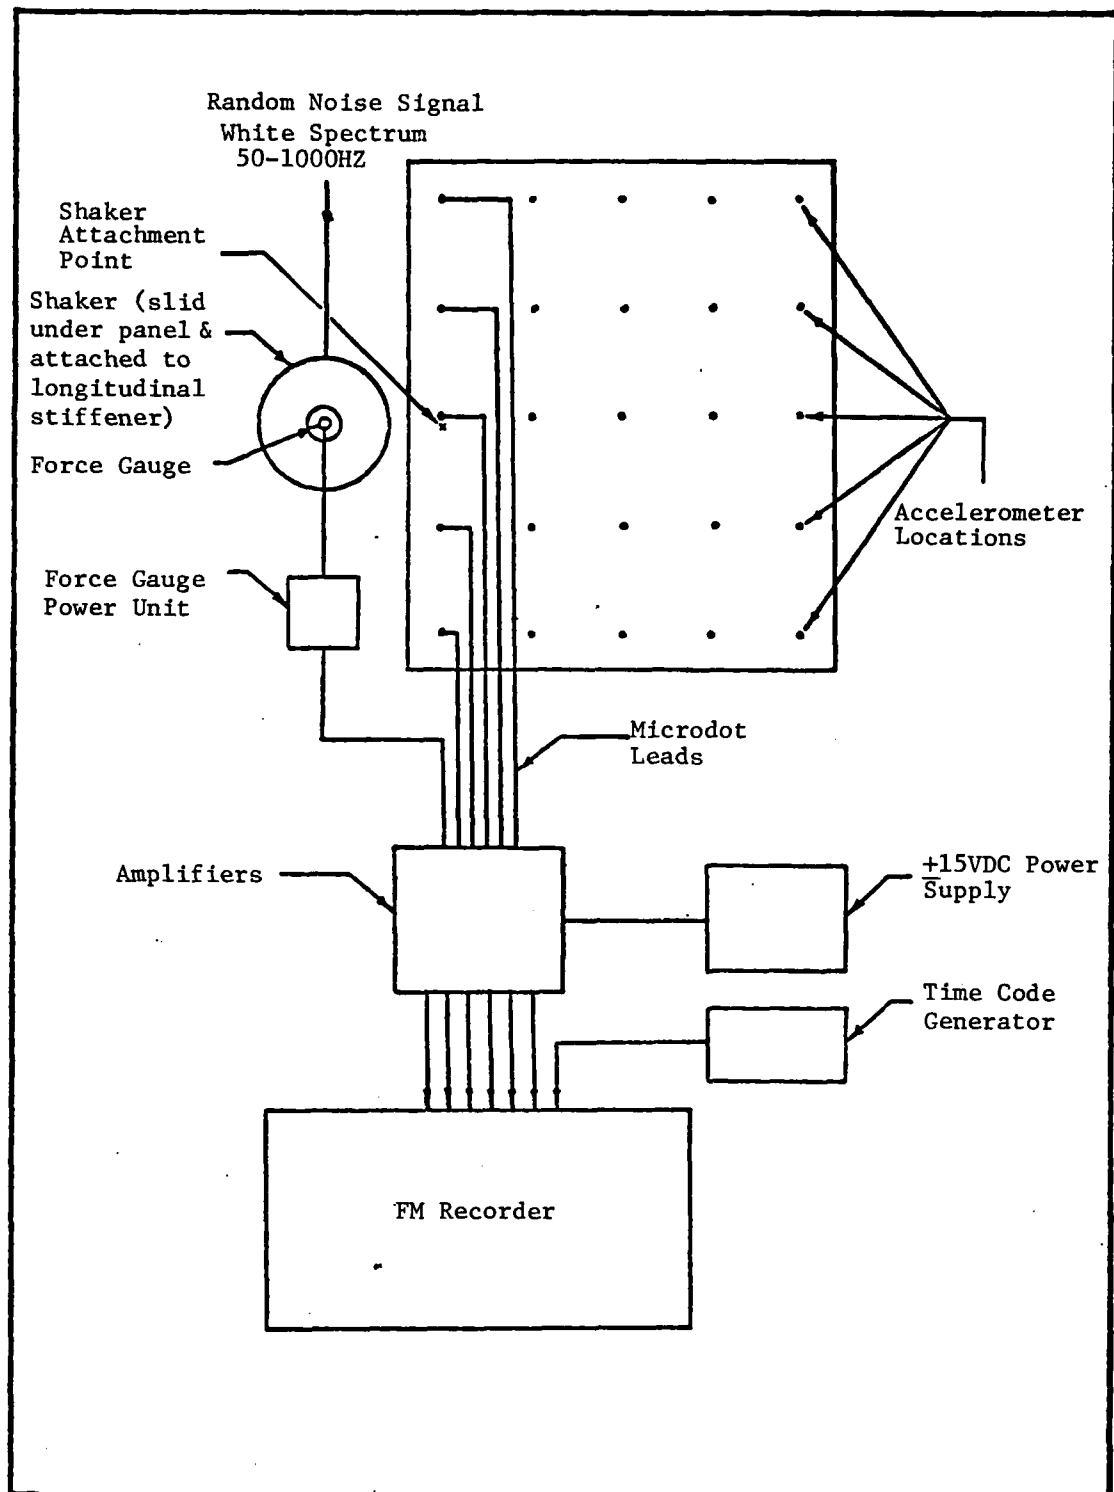 Random Noise Signal
White Spectrum
50-1000HZ
Shaker
Attachment
Point
Shaker (slid
under panel &
attached to
longitudinal
stiffener)
Force Gauge
Force Gauge
Power Unit
Accelerometer
Locations
Microdot
Leads
Amplifiers
±15VDC Power
Supply
Time Code
Generator
FM Recorder